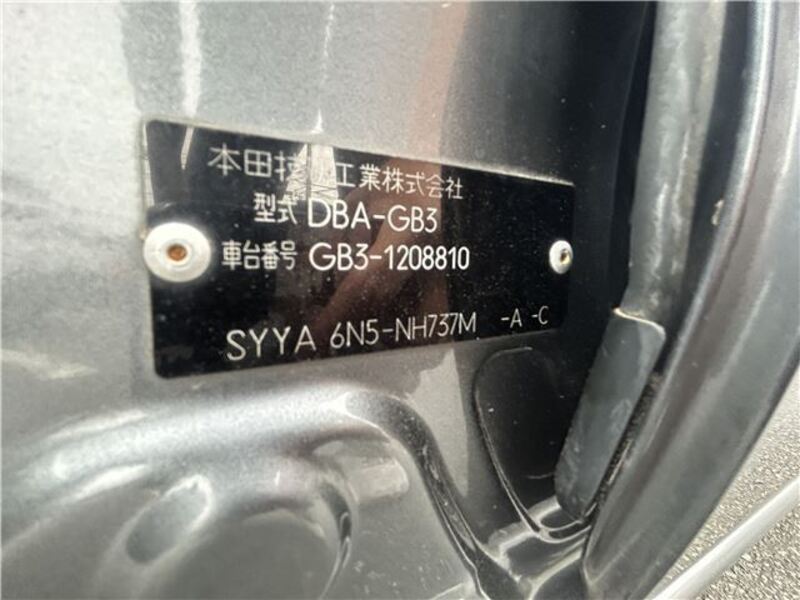 本田技研工業株式会社
型式 DBA-GB3
車台番号 GB3-1208810
SYYA 6N5-NH737M -A -C